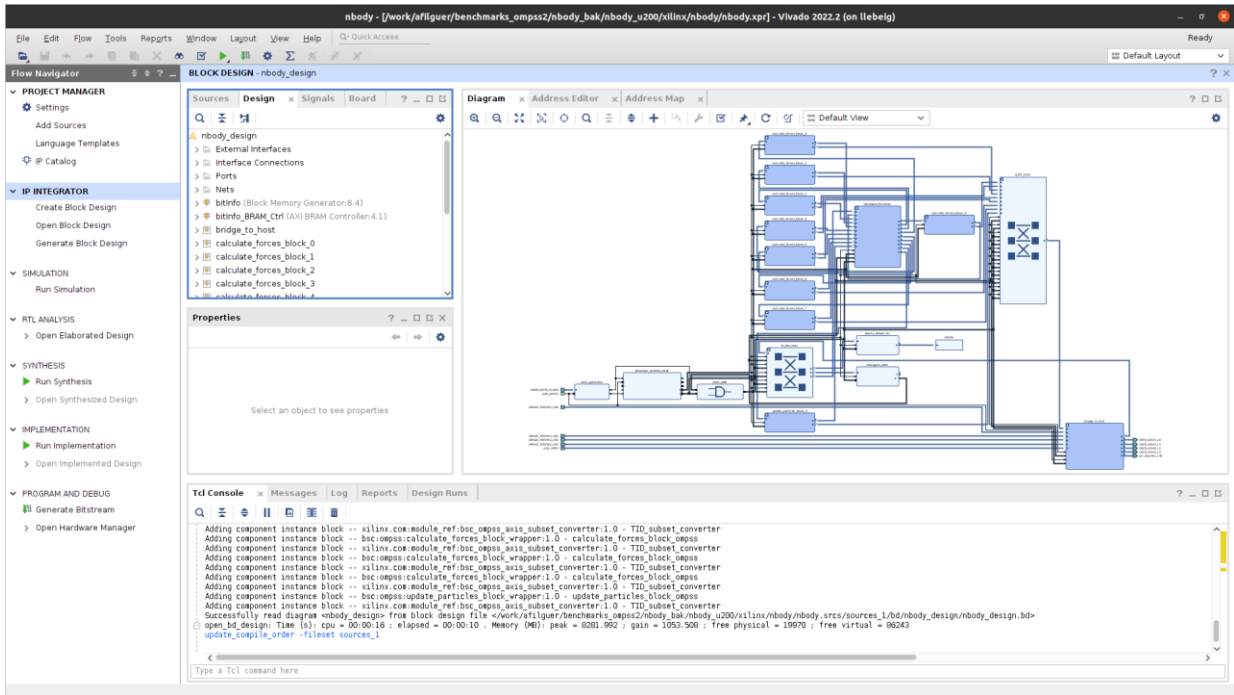 nbody - [/work/afilguer/benchmarks_ompss2/nbody_bak/nbody_u200/xilinx/nbody/nbody.xpr] - Vivado 2022.2 (on llebeig)
File Edit Flow Tools Reports Window Layout View Help Quick Access
Ready
Default Layout
Flow Navigator
PROJECT MANAGER
Settings
Add Sources
Language Templates
IP Catalog
IP INTEGRATOR
Create Block Design
Open Block Design
Generate Block Design
SIMULATION
Run Simulation
RTL ANALYSIS
Open Elaborated Design
SYNTHESIS
Run Synthesis
Open Synthesized Design
IMPLEMENTATION
Run Implementation
Open Implemented Design
PROGRAM AND DEBUG
Generate Bitstream
Open Hardware Manager
BLOCK DESIGN - nbody_design
Sources Design Signals Board
nbody_design
External Interfaces
Interface Connections
Ports
Nets
bitInfo (Block Memory Generator:8.4)
bitInfo_BRAM_Ctrl (AXI BRAM Controller:4.1)
bridge_to_host
calculate_forces_block_0
calculate_forces_block_1
calculate_forces_block_2
calculate_forces_block_3
calculate_forces_block_4
Properties
Select an object to see properties
Diagram Address Editor Address Map
Default View
Tcl Console Messages Log Reports Design Runs
Adding component instance block -- xilinx.com:module_ref:bsc_ompss_axis_subset_converter:1.0 - TID_subset_converter
Adding component instance block -- bsc:ompss:calculate_forces_block_wrapper:1.0 - calculate_forces_block_ompss
Adding component instance block -- xilinx.com:module_ref:bsc_ompss_axis_subset_converter:1.0 - TID_subset_converter
Adding component instance block -- bsc:ompss:calculate_forces_block_wrapper:1.0 - calculate_forces_block_ompss
Adding component instance block -- xilinx.com:module_ref:bsc_ompss_axis_subset_converter:1.0 - TID_subset_converter
Adding component instance block -- bsc:ompss:calculate_forces_block_wrapper:1.0 - calculate_forces_block_ompss
Adding component instance block -- xilinx.com:module_ref:bsc_ompss_axis_subset_converter:1.0 - TID_subset_converter
Adding component instance block -- bsc:ompss:update_particles_block_wrapper:1.0 - update_particles_block_ompss
Adding component instance block -- xilinx.com:module_ref:bsc_ompss_axis_subset_converter:1.0 - TID_subset_converter
Successfully read diagram <nbody_design> from block design file </work/afilguer/benchmarks_ompss2/nbody_bak/nbody_u200/xilinx/nbody/nbody.srcs/sources_1/bd/nbody_design/nbody_design.bd>
open_bd_design: Time (s): cpu = 00:00:16 ; elapsed = 00:00:10 . Memory (MB): peak = 8281.992 ; gain = 1053.508 ; free physical = 19970 ; free virtual = 86243
update_compile_order -fileset sources_1
Type a Tcl command here